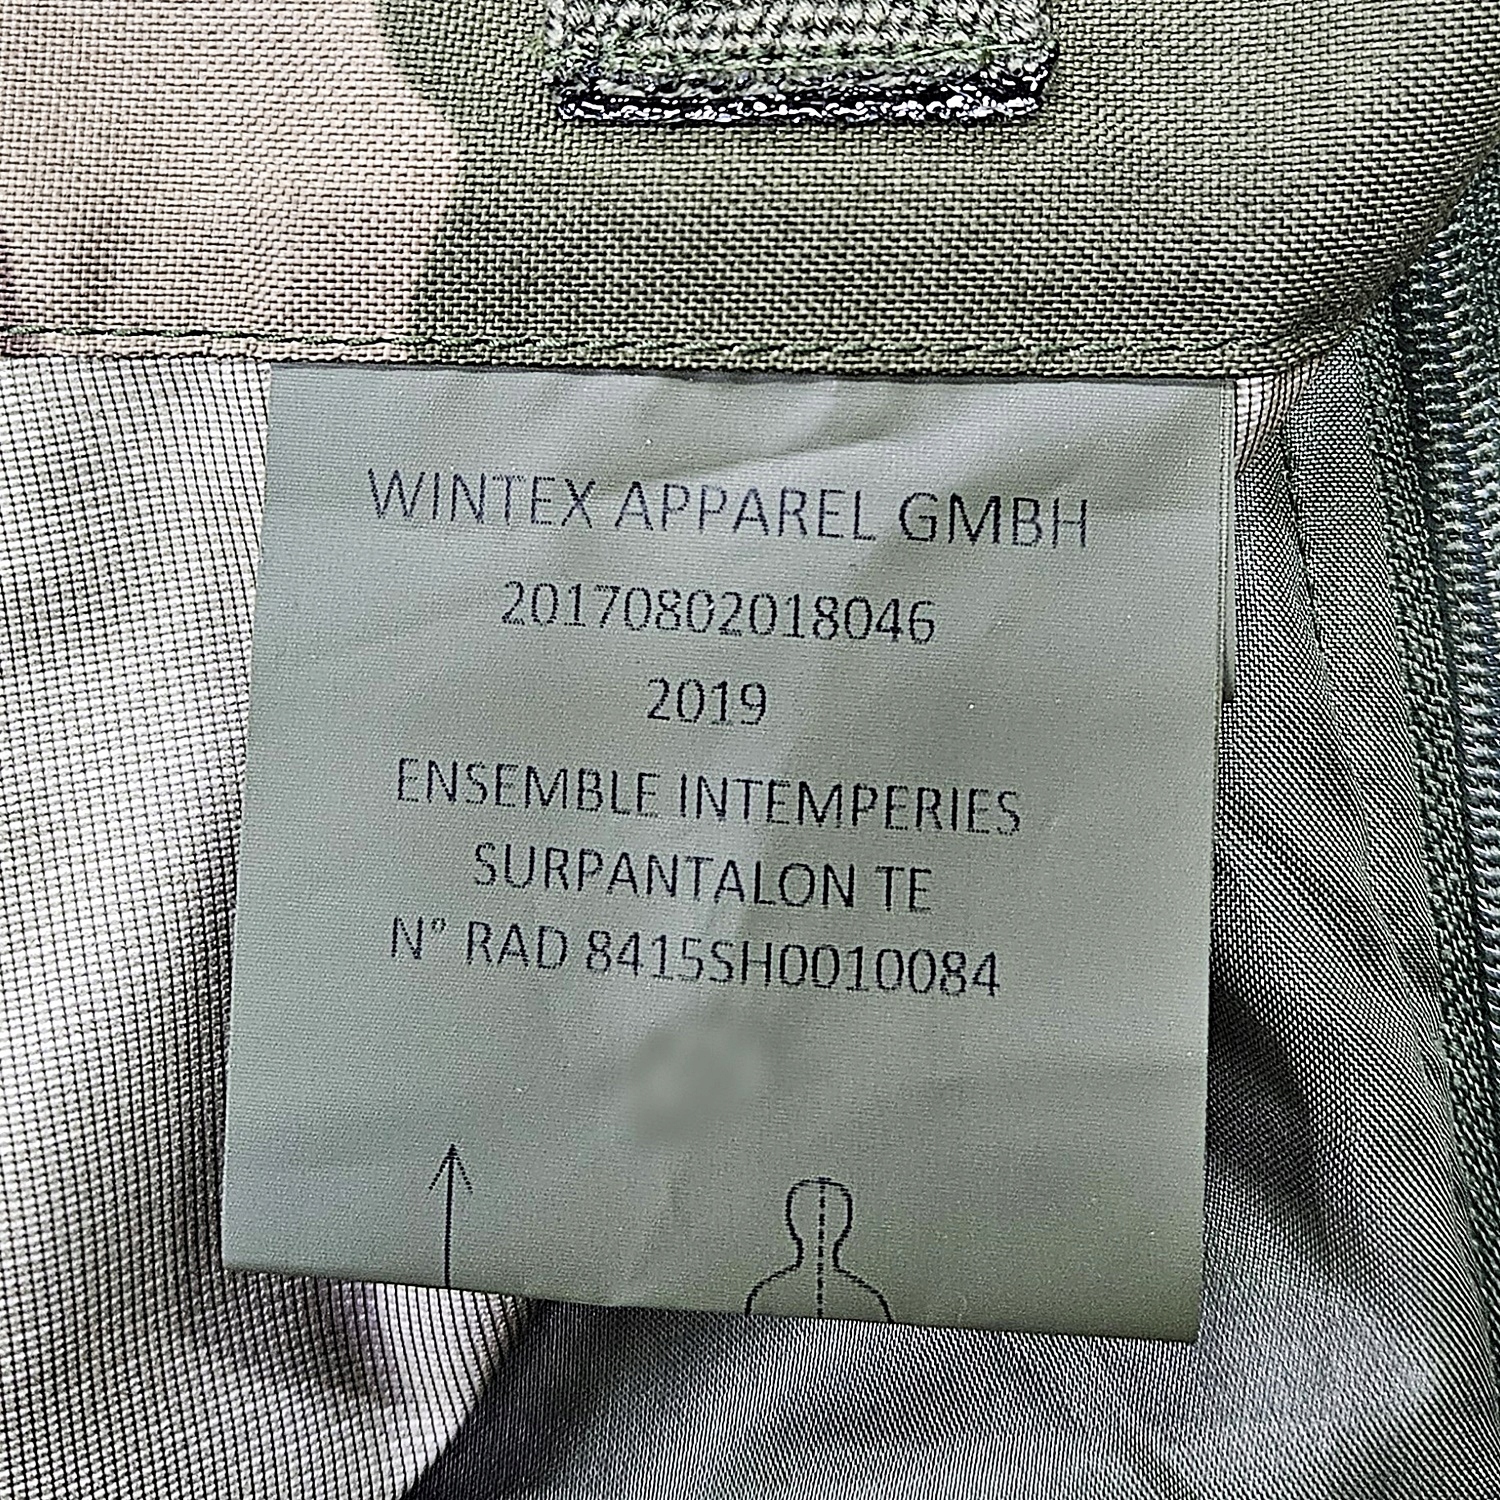 WINTEX APPAREL GMBH
20170802018046
2019
ENSEMBLE INTEMPERIES
SURPANTALON TE
N° RAD 8415SH0010084